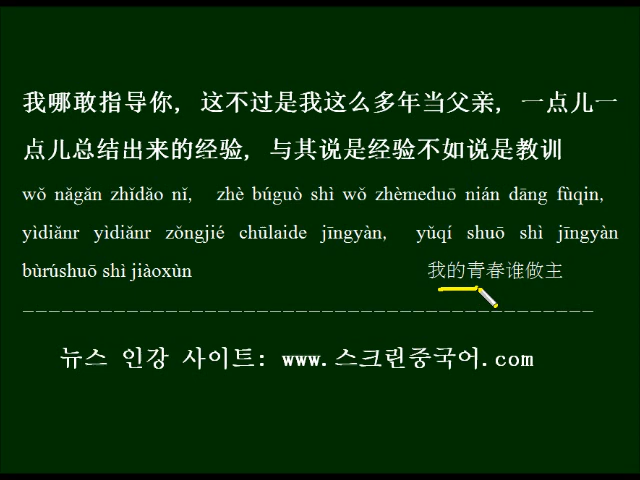 我哪敢指导你, 这不过是我这么多年当父亲, 一点儿一
点儿总结出来的经验, 与其说是经验不如说是教训
wǒ nǎgǎn zhǐdǎo nǐ, zhè búguò shì wǒ zhèmeduō nián dāng fùqin,
yìdiǎnr yìdiǎnr zǒngjié chūlaide jīngyàn, yǔqí shuō shì jīngyàn
bùrúshuō shì jiàoxùn 我的青春谁做主
뉴스 인강 사이트: www.스크린중국어.com